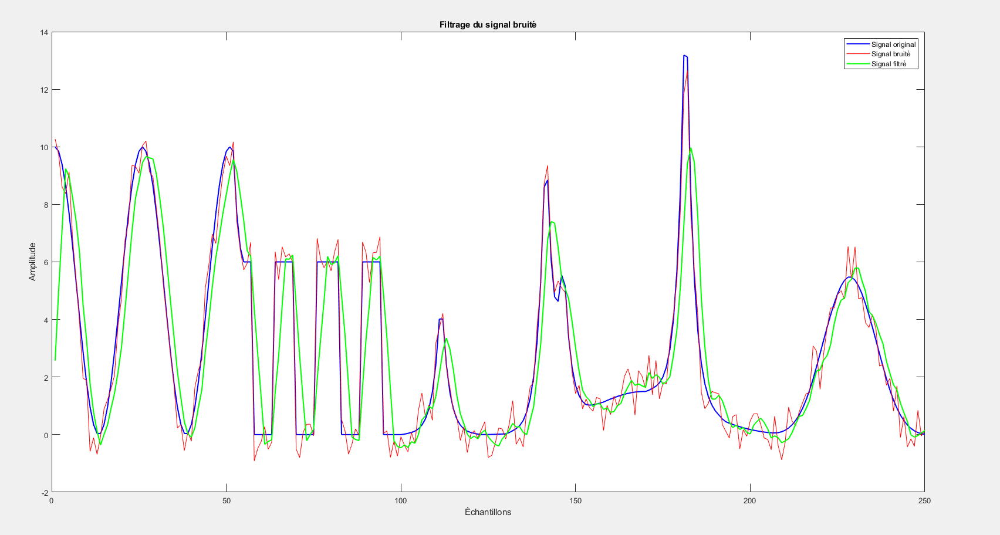 Filtrage du signal bruité
14
12
10
8
6
4
2
0
-2
Amplitude
0
50
100
150
200
250
Échantillons
Signal original
Signal bruité
Signal filtré